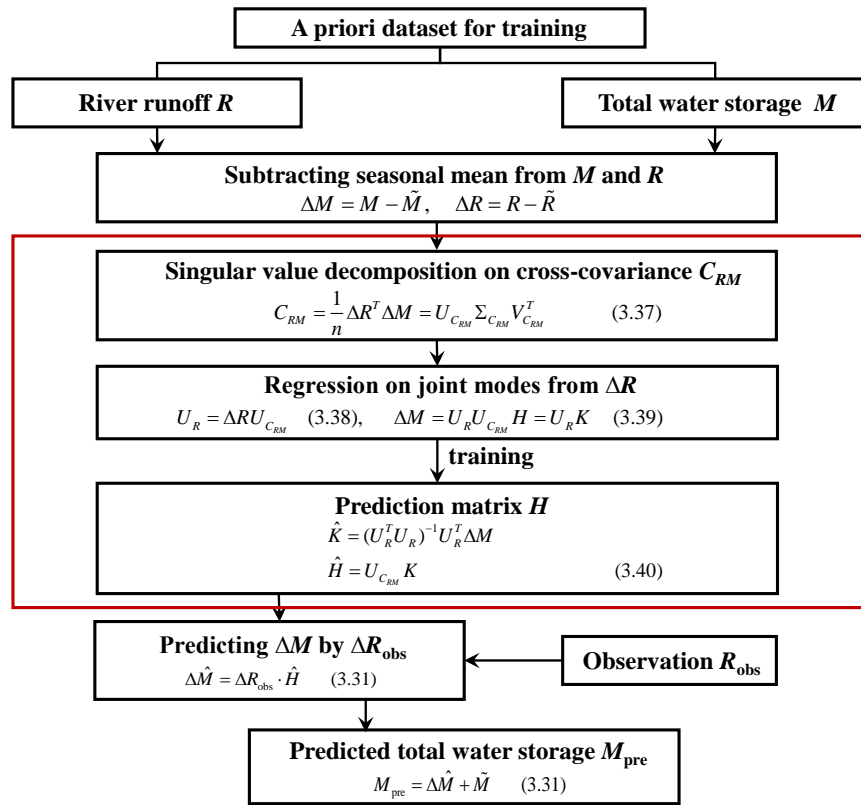 A priori dataset for training
River runoff R
Total water storage M
Subtracting seasonal mean from M and R
ΔM = M − M̃, ΔR = R − R̃
Singular value decomposition on cross-covariance C_RM
C_RM = 1/n ΔR^T ΔM = U_{C_RM} Σ_{C_RM} V^T_{C_RM} (3.37)
Regression on joint modes from ΔR
U_R = ΔRU_{C_RM} (3.38), ΔM = U_R U_{C_RM} H = U_R K (3.39)
training
Prediction matrix H
K̂ = (U_R^T U_R)^{−1} U_R^T ΔM
Ĥ = U_{C_RM} K (3.40)
Predicting ΔM by ΔR_obs
ΔM̂ = ΔR_obs · Ĥ (3.31)
Observation R_obs
Predicted total water storage M_pre
M_pre = ΔM̂ + M̃ (3.31)